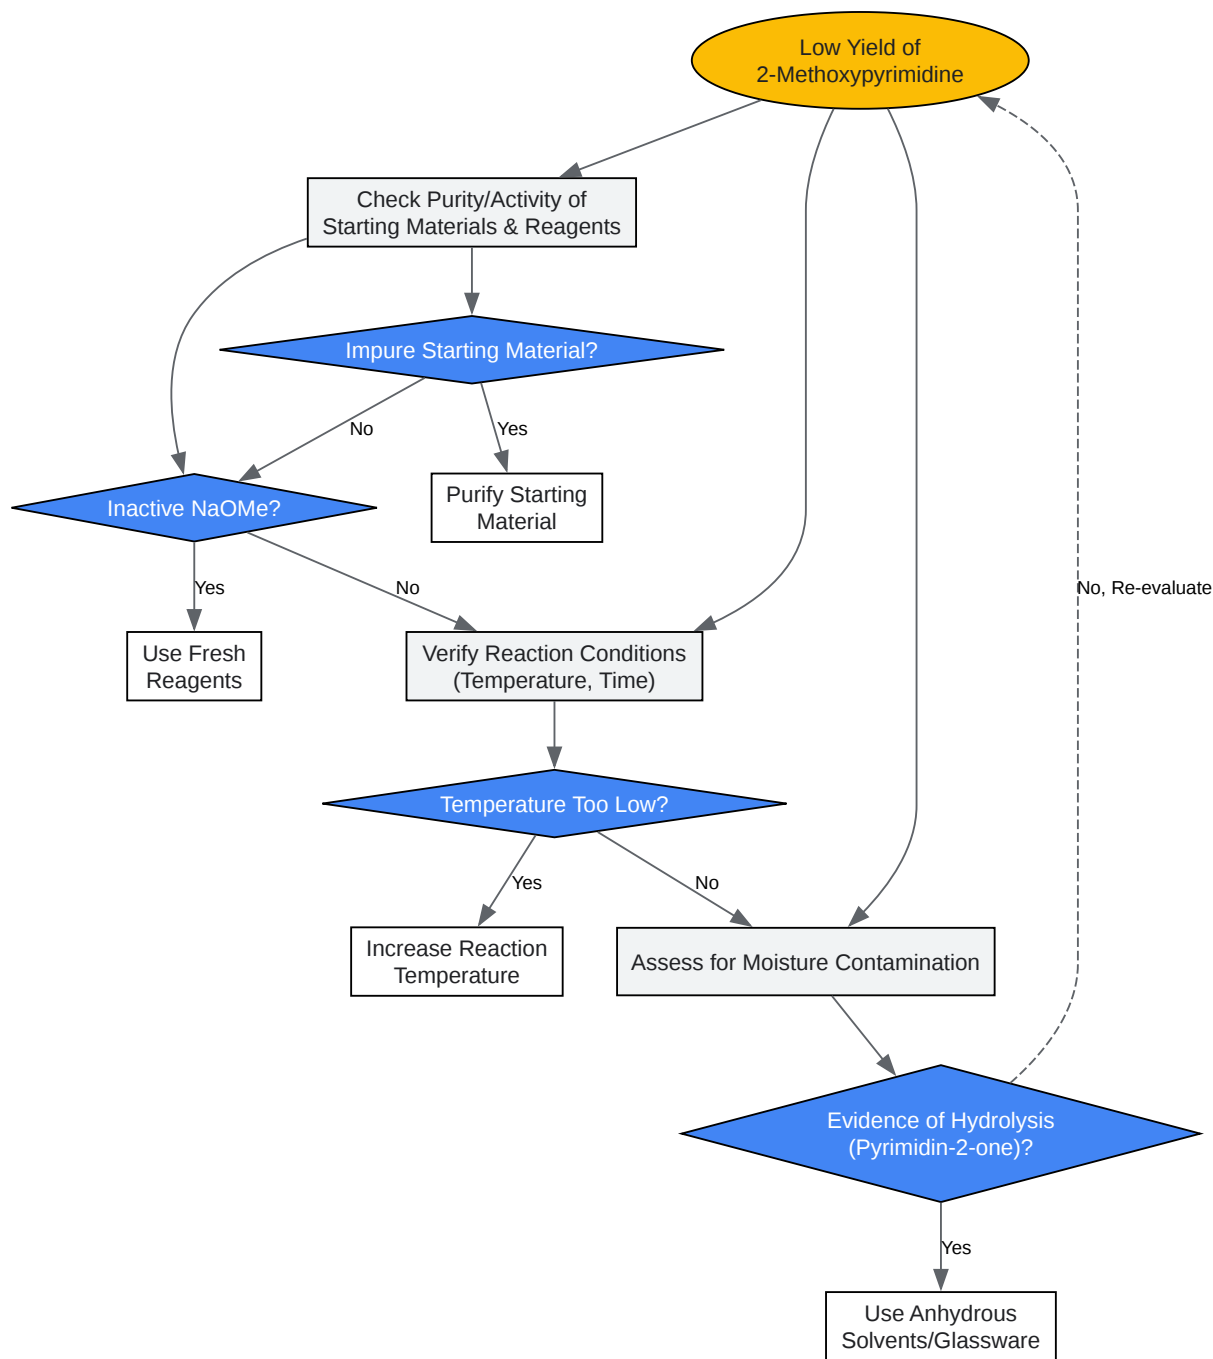 Low Yield of
2-Methoxypyrimidine
Check Purity/Activity of
Starting Materials & Reagents
Impure Starting Material?
No
Yes
Inactive NaOMe?
Purify Starting
Material
Yes
No
No, Re-evaluate
Use Fresh
Reagents
Verify Reaction Conditions
(Temperature, Time)
Temperature Too Low?
Yes
No
Increase Reaction
Temperature
Assess for Moisture Contamination
Evidence of Hydrolysis
(Pyrimidin-2-one)?
Yes
Use Anhydrous
Solvents/Glassware